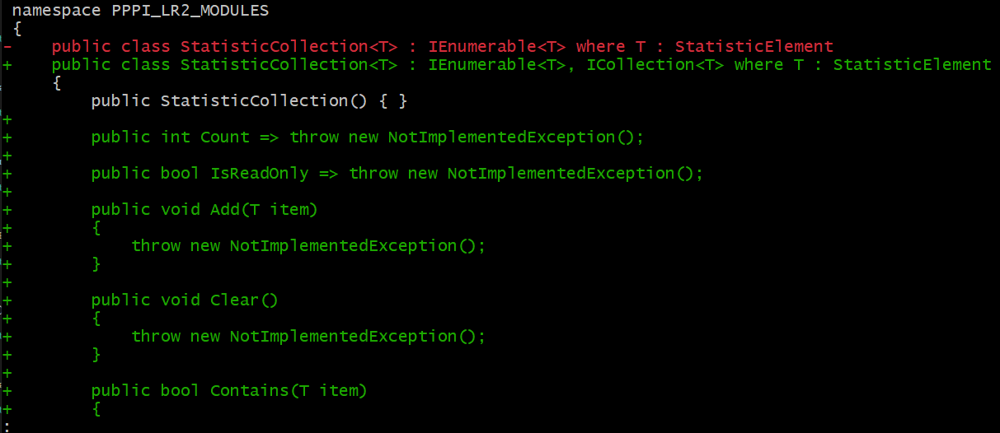 namespace PPPI_LR2_MODULES
{
-    public class StatisticCollection<T> : IEnumerable<T> where T : StatisticElement
+    public class StatisticCollection<T> : IEnumerable<T>, ICollection<T> where T : StatisticElement
    {
        public StatisticCollection() { }
+
+        public int Count => throw new NotImplementedException();
+
+        public bool IsReadOnly => throw new NotImplementedException();
+
+        public void Add(T item)
+        {
+            throw new NotImplementedException();
+        }
+
+        public void Clear()
+        {
+            throw new NotImplementedException();
+        }
+
+        public bool Contains(T item)
+        {
: